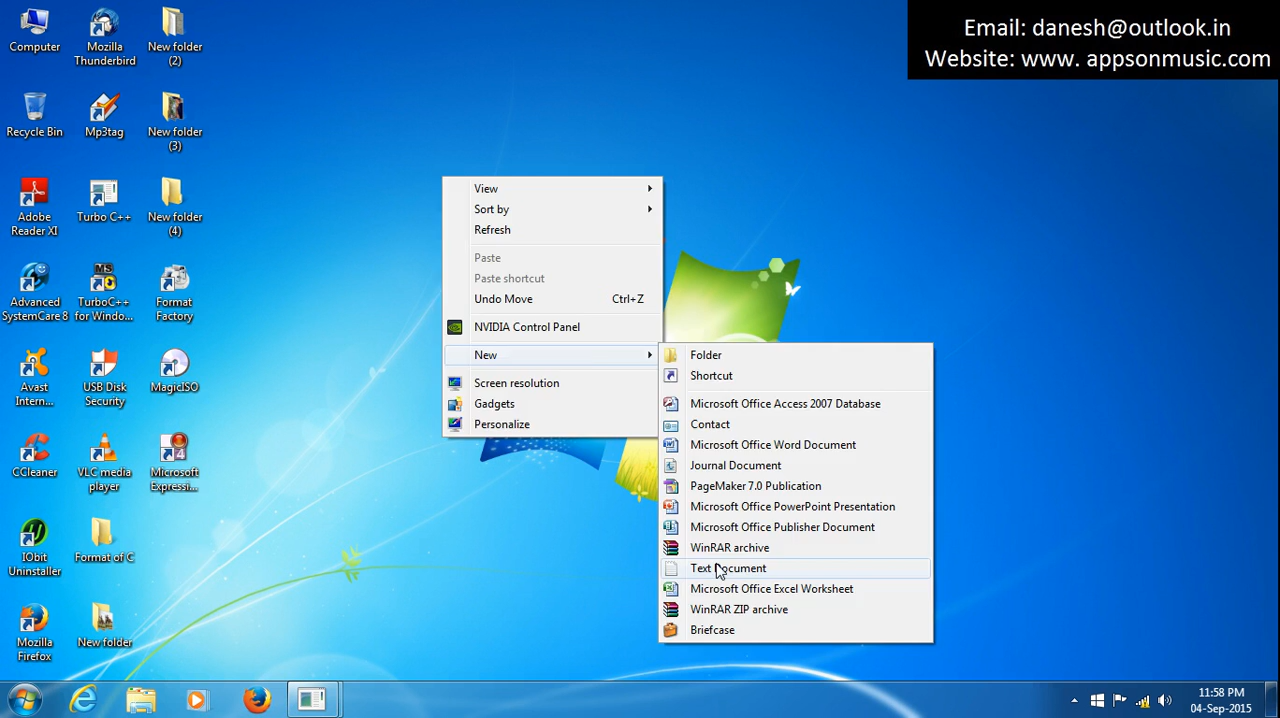 Email: danesh@outlook.in
Website: www. appsonmusic.com
Computer
Mozilla
Thunderbird
New folder
(2)
Recycle Bin
Mp3tag
New folder
(3)
Adobe
Reader XI
Turbo C++
New folder
(4)
Advanced
SystemCare 8
MS
TurboC++
for Windo...
Format
Factory
Avast
Intern...
USB Disk
Security
MagicISO
CCleaner
VLC media
player
Microsoft
Expressi...
IObit
Uninstaller
Format of C
Mozilla
Firefox
New folder
View
Sort by
Refresh
Paste
Paste shortcut
Undo Move Ctrl+Z
NVIDIA Control Panel
New
Screen resolution
Gadgets
Personalize
Folder
Shortcut
Microsoft Office Access 2007 Database
Contact
Microsoft Office Word Document
Journal Document
PageMaker 7.0 Publication
Microsoft Office PowerPoint Presentation
Microsoft Office Publisher Document
WinRAR archive
Text Document
Microsoft Office Excel Worksheet
WinRAR ZIP archive
Briefcase
11:58 PM
04-Sep-2015